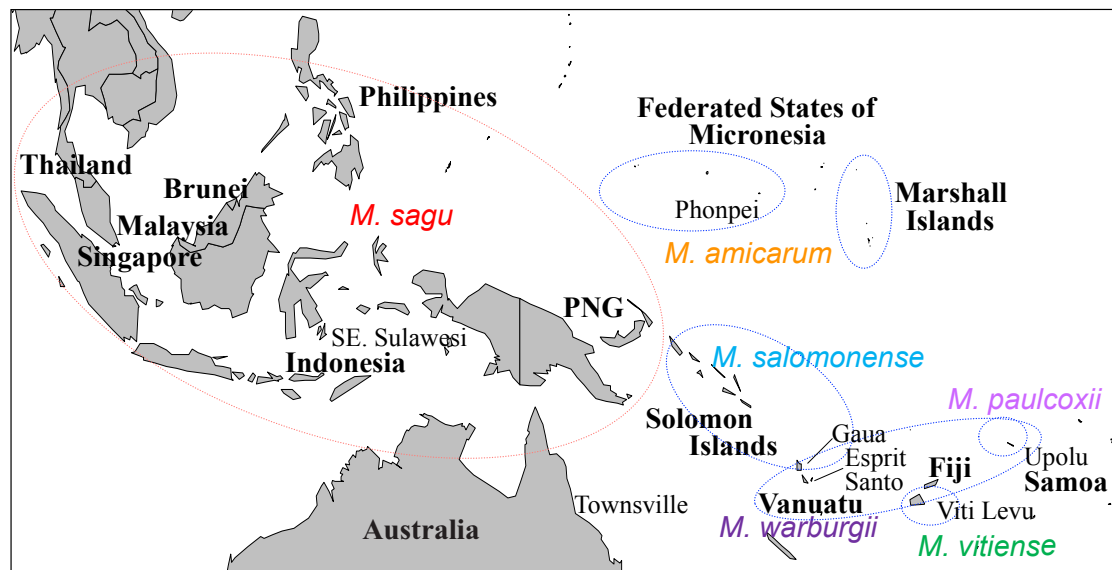 Philippines
Federated States of
Micronesia
Thailand
Brunei
Phonpei
Marshall
Islands
Malaysia
M. sagu
Singapore
M. amicarum
PNG
SE. Sulawesi
Indonesia
M. salomonense
M. paulcoxii
Solomon
Islands
Gaua
Esprit
Santo
Fiji
Upolu
Samoa
Townsville
Vanuatu
Viti Levu
Australia
M. warburgii
M. vitiense